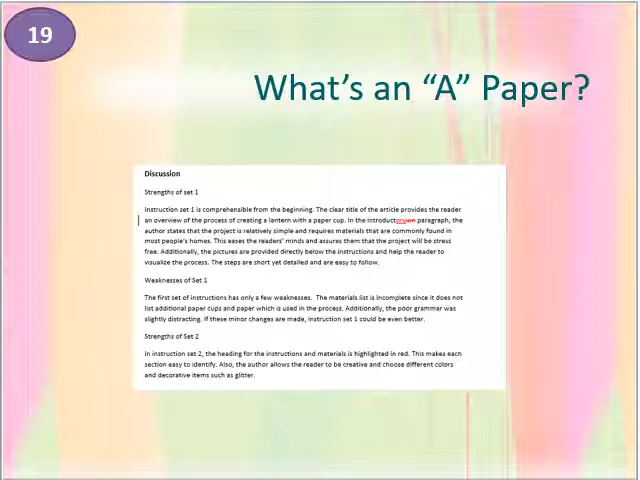 19
What's an “A” Paper?
Discussion
Strengths of set 1
Instruction set 1 is comprehensible from the beginning. The clear title of the article provides the reader
an overview of the process of creating a lantern with a paper cup. In the introductoryion paragraph, the
author states that the project is relatively simple and requires materials that are commonly found in
most people's homes. This eases the readers' minds and assures them that the project will be stress
free. Additionally, the pictures are provided directly below the instructions and help the reader to
visualize the process. The steps are short yet detailed and are easy to follow.
Weaknesses of Set 1
The first set of instructions has only a few weaknesses. The materials list is incomplete since it does not
list additional paper cups and paper which is used in the process. Additionally, the poor grammar was
slightly distracting. If these minor changes are made, instruction set 1 could be even better.
Strengths of Set 2
In instruction set 2, the heading for the instructions and materials is highlighted in red. This makes each
section easy to identify. Also, the author allows the reader to be creative and choose different colors
and decorative items such as glitter.